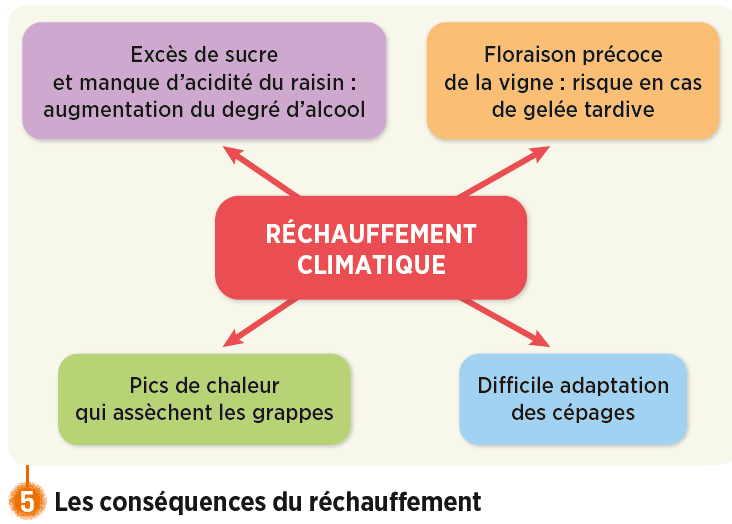 Excès de sucre
et manque d'acidité du raisin :
augmentation du degré d'alcool
Floraison précoce
de la vigne : risque en cas
de gelée tardive
RÉCHAUFFEMENT
CLIMATIQUE
Pics de chaleur
qui assèchent les grappes
Difficile adaptation
des cépages
5 Les conséquences du réchauffement